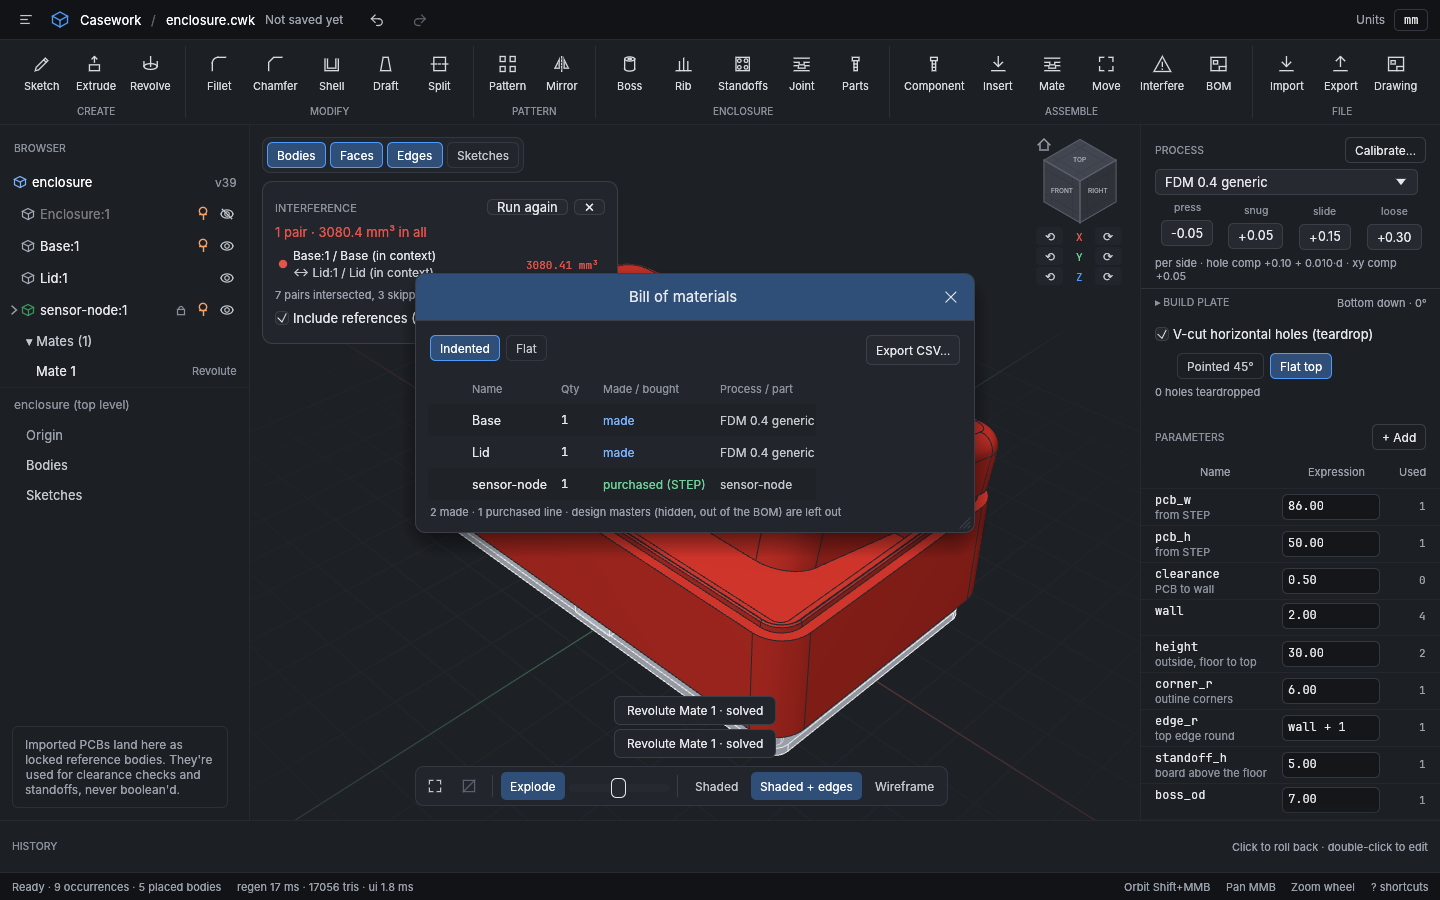 Casework / enclosure.cwk Not saved yet
Units mm
Sketch Extrude Revolve Fillet Chamfer Shell Draft Split Pattern Mirror Boss Rib Standoffs Joint Parts Component Insert Mate Move Interfere BOM Import Export Drawing
CREATE MODIFY PATTERN ENCLOSURE ASSEMBLE FILE
BROWSER
enclosure v39
Enclosure:1
Base:1
Lid:1
sensor-node:1
Mates (1)
Mate 1 Revolute
enclosure (top level)
Origin
Bodies
Sketches
Imported PCBs land here as
locked reference bodies. They're
used for clearance checks and
standoffs, never boolean'd.
Bodies Faces Edges Sketches
INTERFERENCE Run again
1 pair · 3080.4 mm³ in all
Base:1 / Base (in context)
↔ Lid:1 / Lid (in context)
3080.41 mm³
7 pairs intersected, 3 skipp
Include references (
TOP
FRONT RIGHT
X
Y
Z
Bill of materials
Indented Flat Export CSV...
Name Qty Made / bought Process / part
Base 1 made FDM 0.4 generic
Lid 1 made FDM 0.4 generic
sensor-node 1 purchased (STEP) sensor-node
2 made · 1 purchased line · design masters (hidden, out of the BOM) are left out
Revolute Mate 1 · solved
Revolute Mate 1 · solved
Explode Shaded Shaded + edges Wireframe
PROCESS Calibrate...
FDM 0.4 generic
press snug slide loose
-0.05 +0.05 +0.15 +0.30
per side · hole comp +0.10 + 0.010·d · xy comp
+0.05
BUILD PLATE Bottom down · 0°
V-cut horizontal holes (teardrop)
Pointed 45° Flat top
0 holes teardropped
PARAMETERS + Add
Name Expression Used
pcb_w 86.00 1
from STEP
pcb_h 50.00 1
from STEP
clearance 0.50 0
PCB to wall
wall 2.00 4
height 30.00 2
outside, floor to top
corner_r 6.00 1
outline corners
edge_r wall + 1 1
top edge round
standoff_h 5.00 1
board above the floor
boss_od 7.00 1
HISTORY Click to roll back · double-click to edit
Ready · 9 occurrences · 5 placed bodies regen 17 ms · 17056 tris · ui 1.8 ms
Orbit Shift+MMB Pan MMB Zoom wheel ? shortcuts